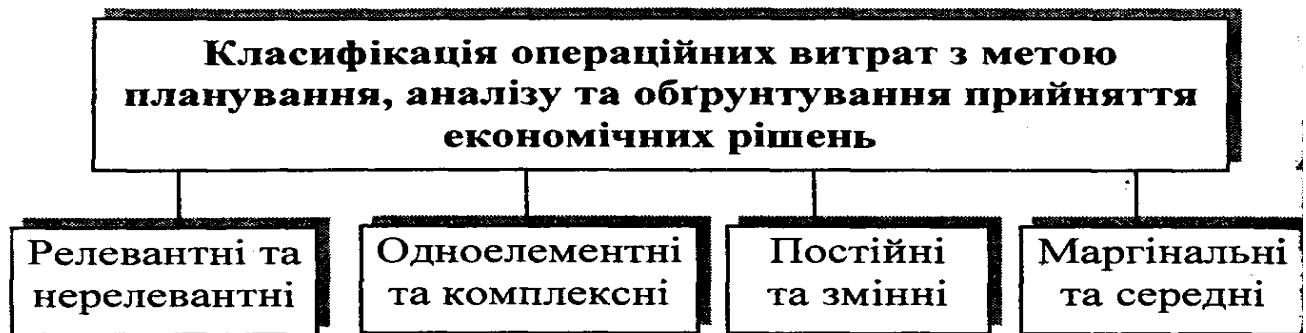 Класифікація операційних витрат з метою
планування, аналізу та обґрунтування прийняття
економічних рішень
Релевантні та
нерелевантні
Одноелементні
та комплексні
Постійні
та змінні
Маргінальні
та середні